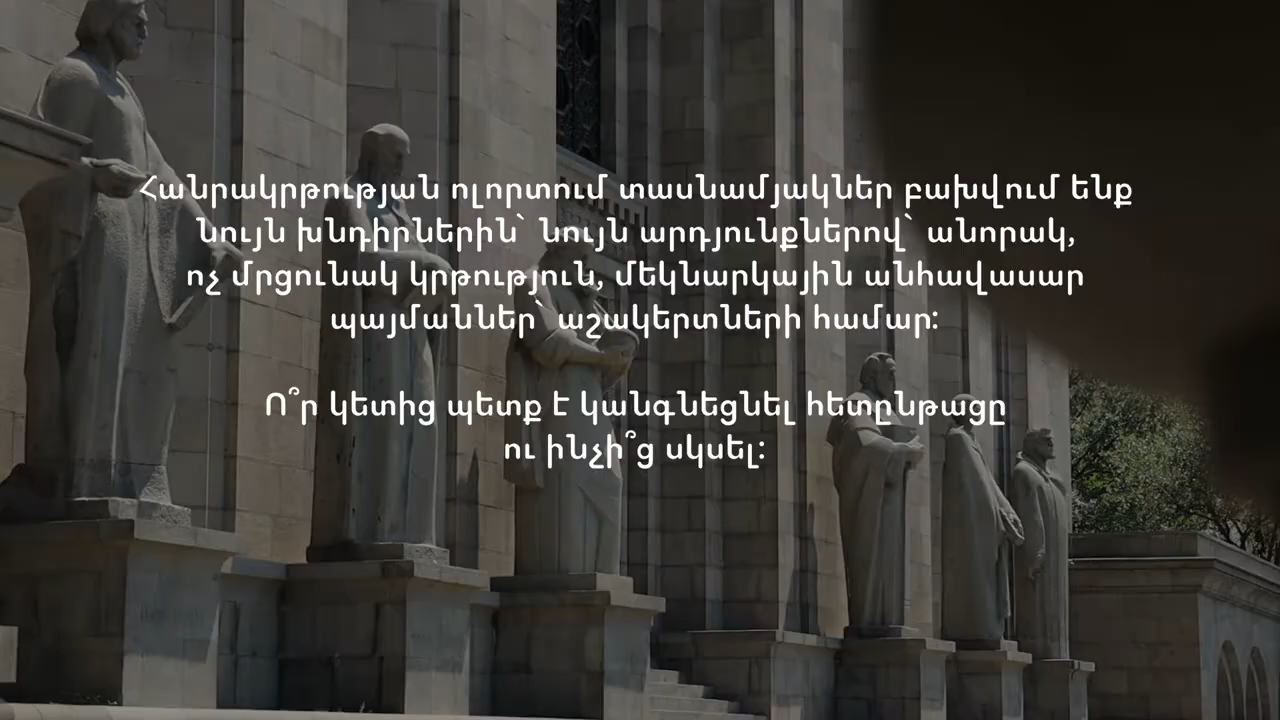 Հանրակրթության ոլորտում տասնամյակներ բախվում ենք
նույն խնդիրներին՝ նույն արդյունքներով՝ անորակ,
ոչ մրցունակ կրթություն, մեկնարկային անհավասար
պայմաններ՝ աշակերտների համար:
Ո՞ր կետից պետք է կանգնեցնել հետընթացը
ու ինչի՞ց սկսել: